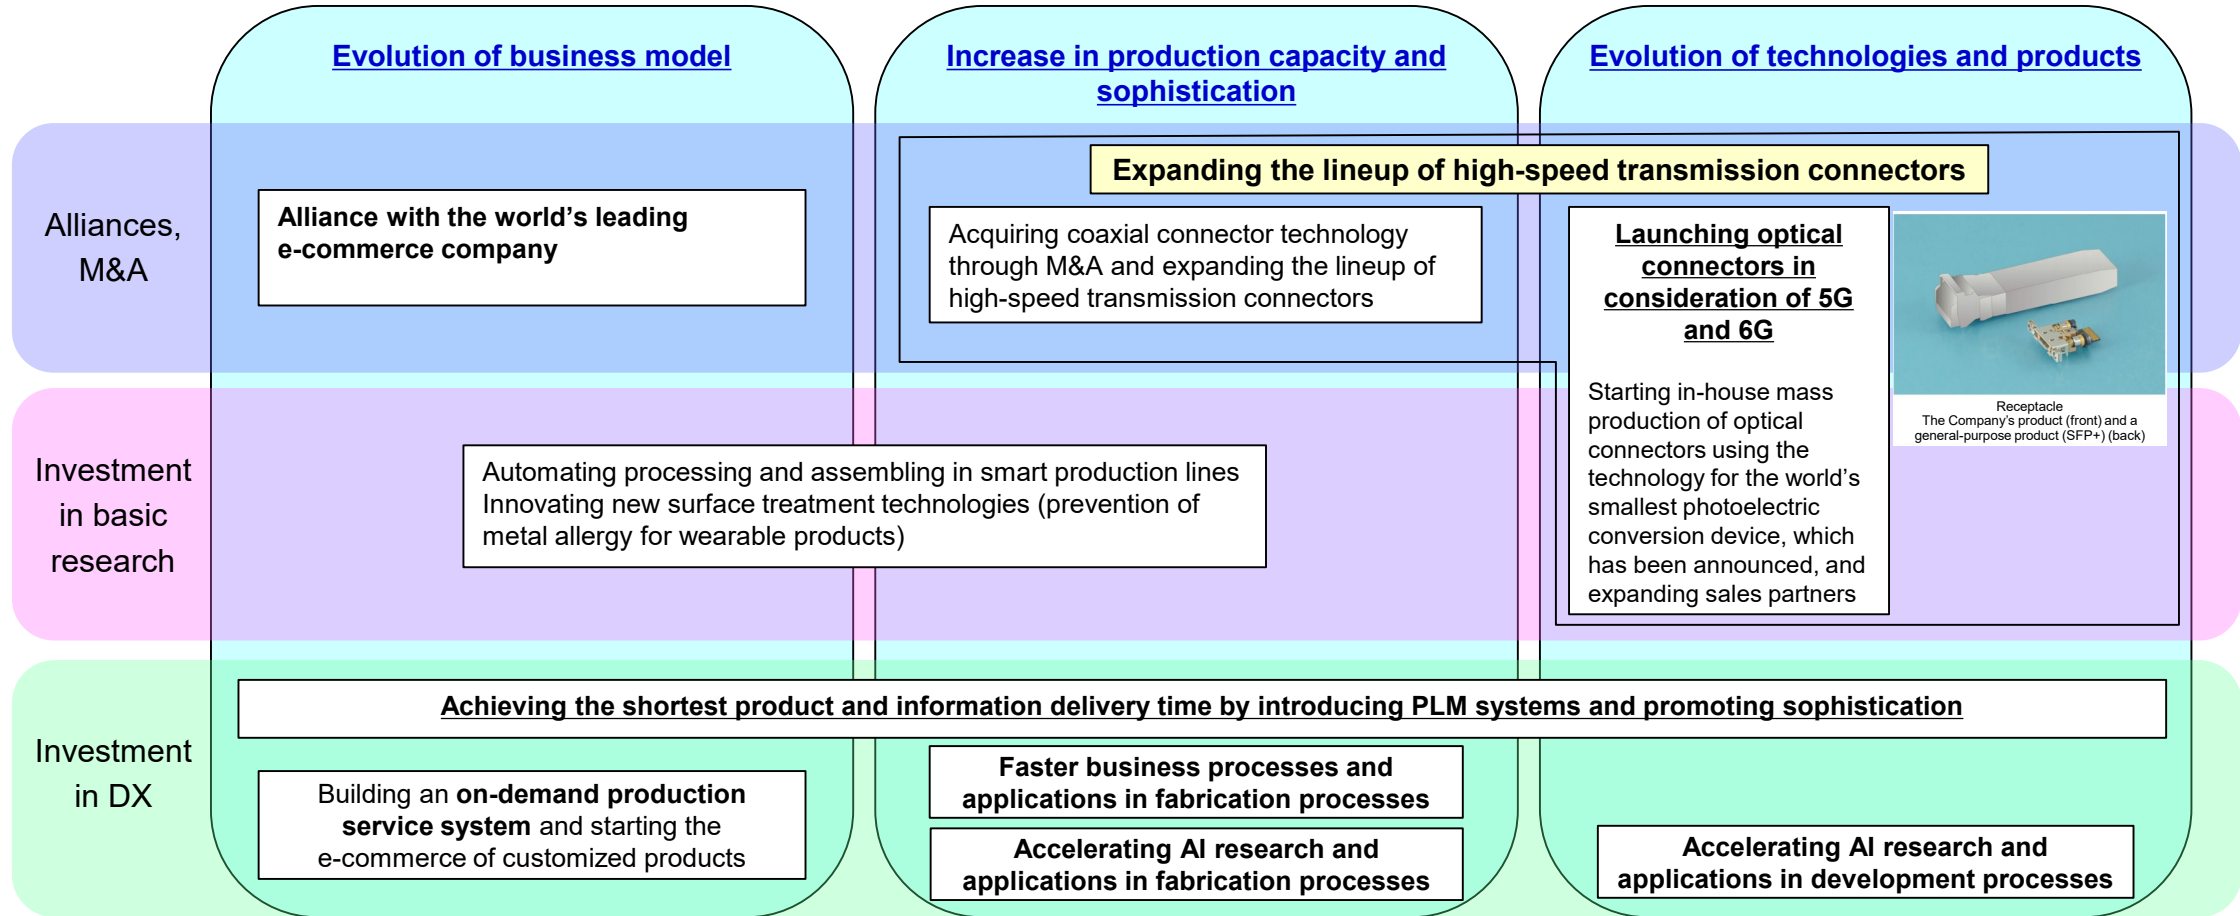 Evolution of business model
Increase in production capacity and
sophistication
Evolution of technologies and products
Alliances,
M&A
Alliance with the world’s leading
e-commerce company
Expanding the lineup of high-speed transmission connectors
Acquiring coaxial connector technology
through M&A and expanding the lineup of
high-speed transmission connectors
Launching optical
connectors in
consideration of 5G
and 6G
Starting in-house mass
production of optical
connectors using the
technology for the world’s
smallest photoelectric
conversion device, which
has been announced, and
expanding sales partners
Receptacle
The Company’s product (front) and a
general-purpose product (SFP+) (back)
Investment
in basic
research
Automating processing and assembling in smart production lines
Innovating new surface treatment technologies (prevention of
metal allergy for wearable products)
Investment
in DX
Achieving the shortest product and information delivery time by introducing PLM systems and promoting sophistication
Building an on-demand production
service system and starting the
e-commerce of customized products
Faster business processes and
applications in fabrication processes
Accelerating AI research and
applications in fabrication processes
Accelerating AI research and
applications in development processes